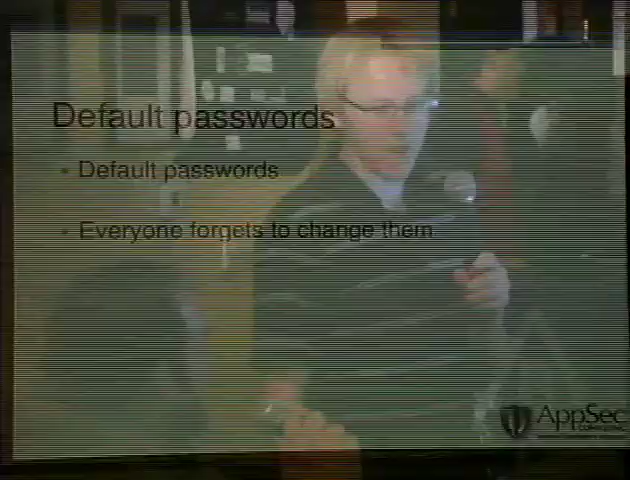 Default passwords
- Default passwords
- Everyone forgets to change them
AppSec